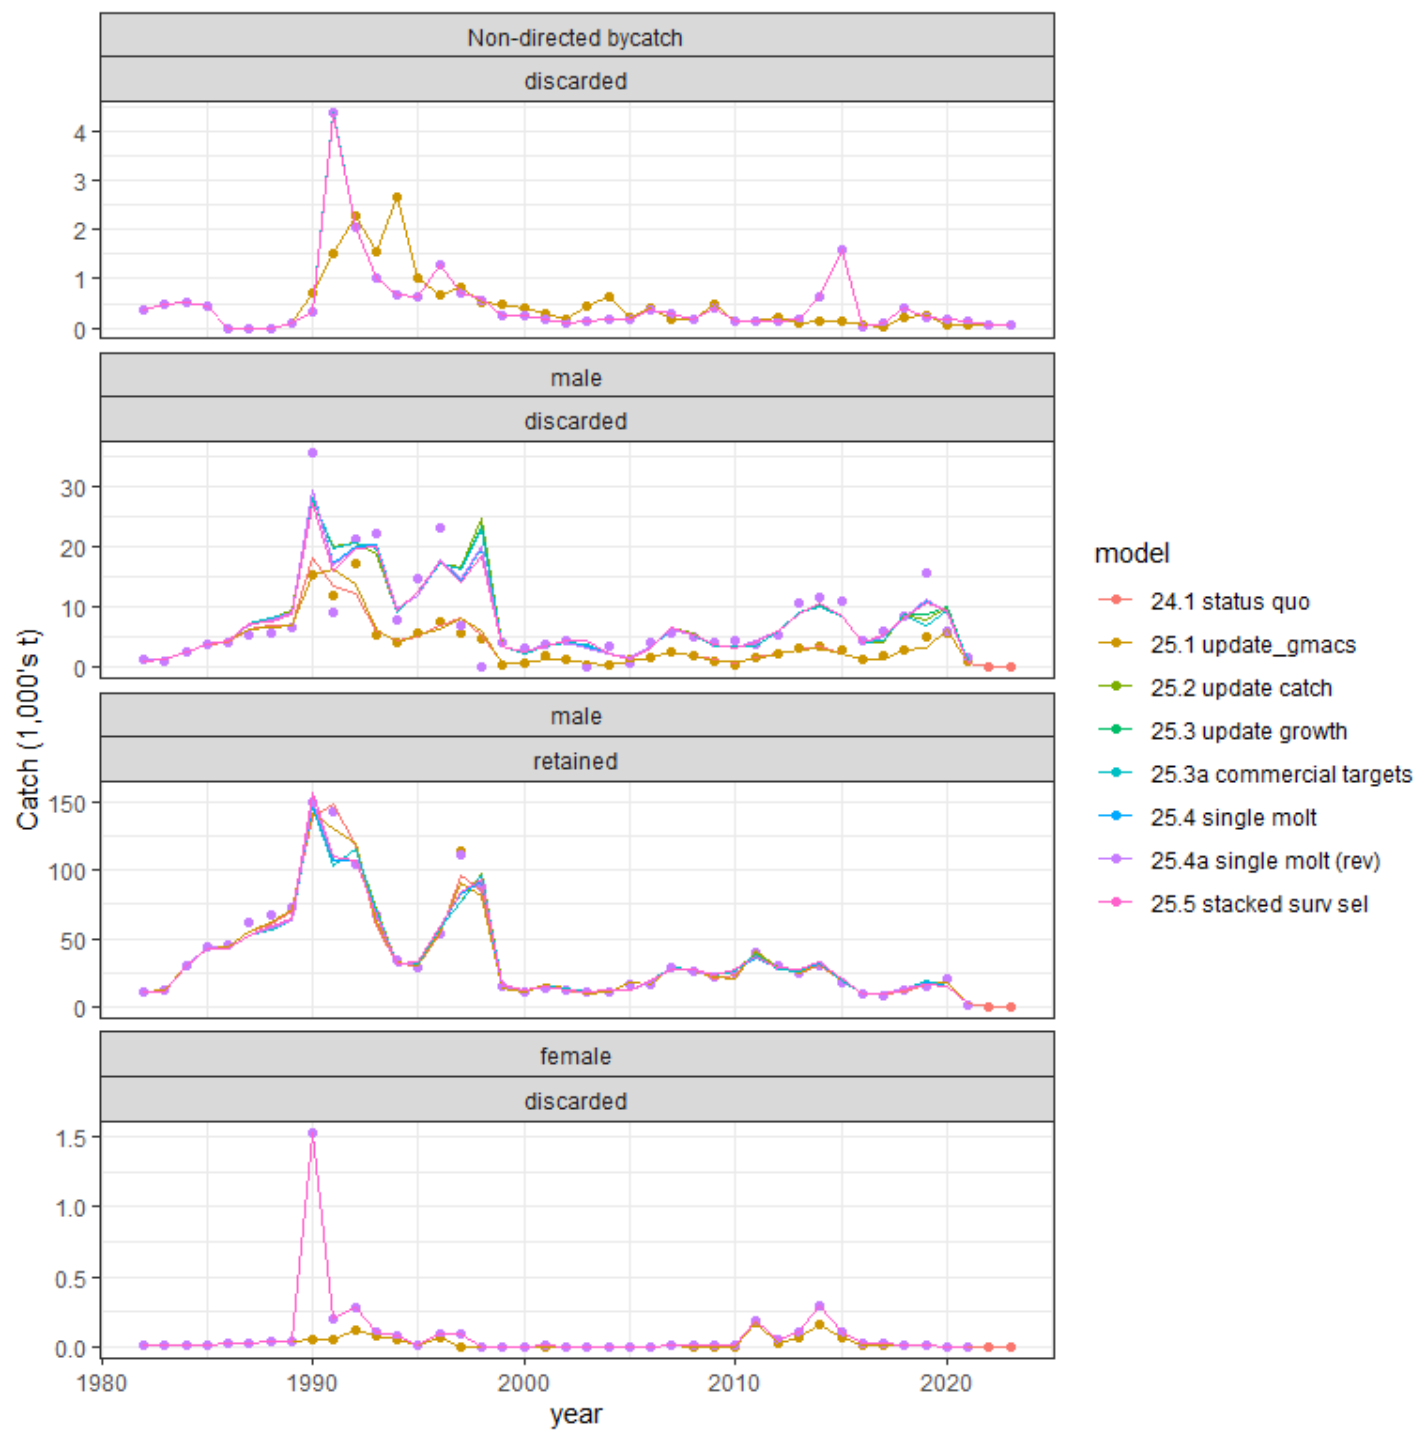 Non-directed bycatch
discarded
4
3
2
1
0
male
discarded
30
20
10
0
male
retained
150
100
50
0
female
discarded
1.5
1.0
0.5
0.0
1980 1990 2000 2010 2020
year
Catch (1,000's t)
model
24.1 status quo
25.1 update_gmacs
25.2 update catch
25.3 update growth
25.3a commercial targets
25.4 single molt
25.4a single molt (rev)
25.5 stacked surv sel